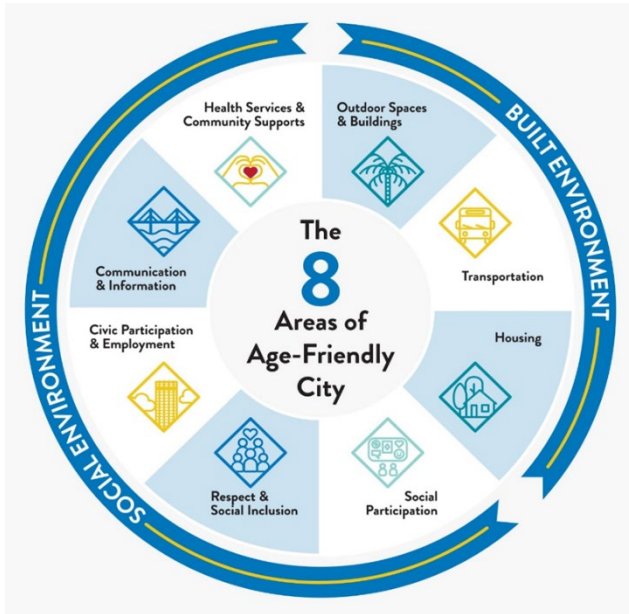 The
8
Areas of
Age-Friendly
City
Outdoor Spaces
& Buildings
Transportation
Housing
Social
Participation
Respect &
Social Inclusion
Civic Participation
& Employment
Communication
& Information
Health Services &
Community Supports
BUILT ENVIRONMENT
SOCIAL ENVIRONMENT